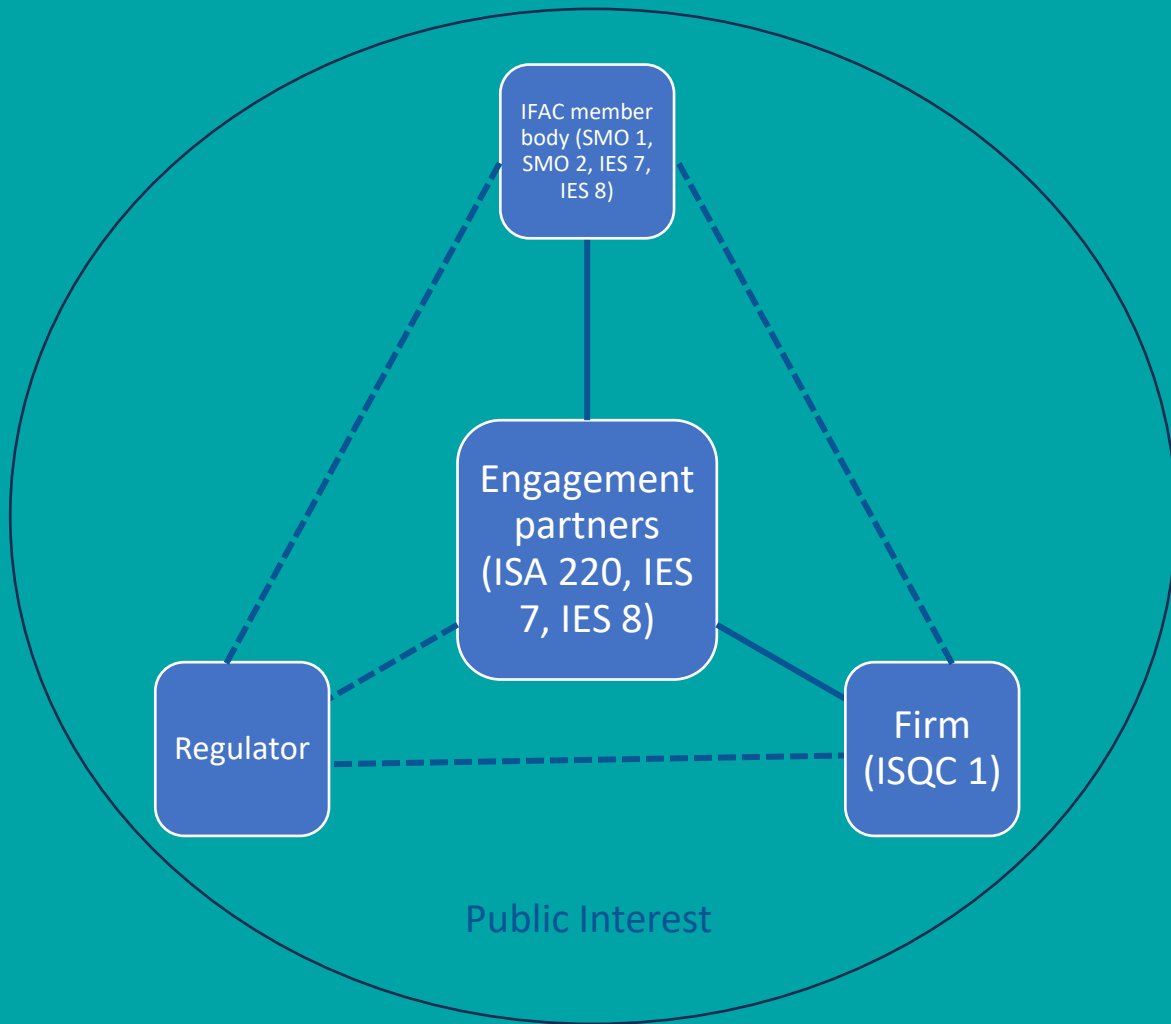 IFAC member
body (SMO 1,
SMO 2, IES 7,
IES 8)
Engagement
partners
(ISA 220, IES
7, IES 8)
Regulator
Firm
(ISQC 1)
Public Interest